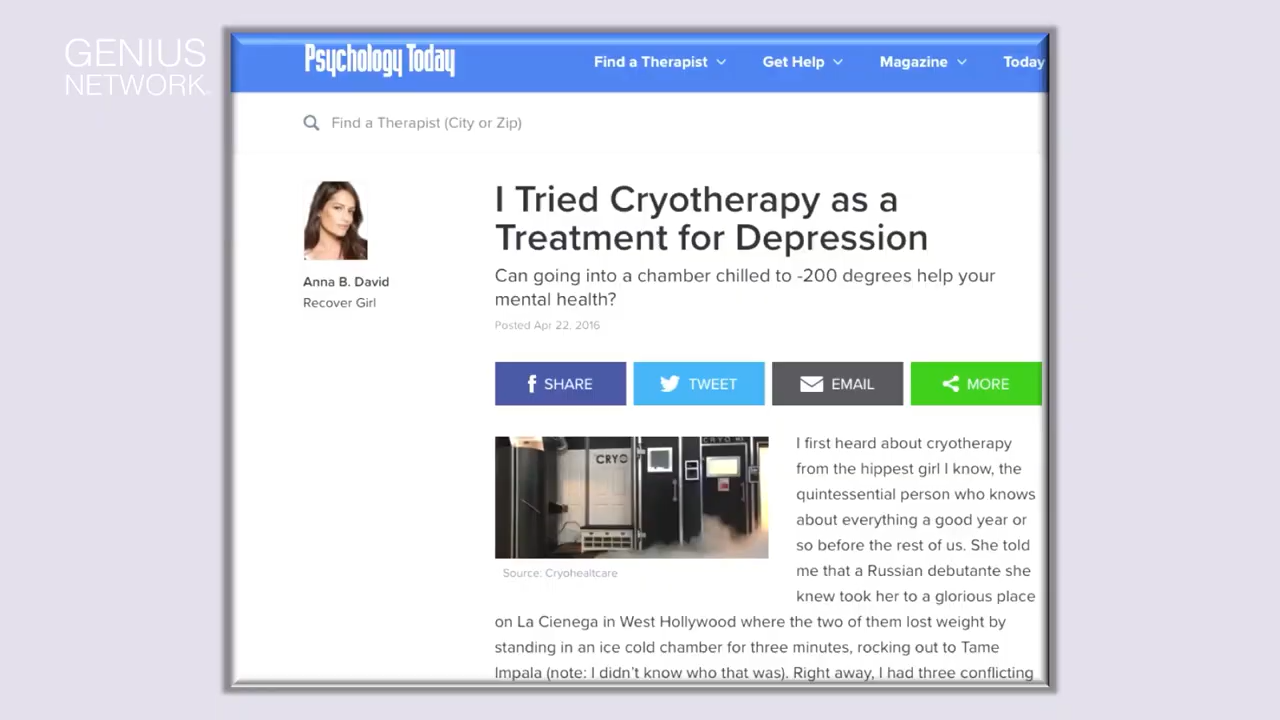 GENIUS
NETWORK
Psychology Today
Find a Therapist
Get Help
Magazine
Today
Find a Therapist (City or Zip)
Anna B. David
Recover Girl
I Tried Cryotherapy as a
Treatment for Depression
Can going into a chamber chilled to -200 degrees help your
mental health?
Posted Apr 22, 2016
f SHARE
TWEET
EMAIL
MORE
CRYO
CRYO
Source: Cryohealtcare
I first heard about cryotherapy
from the hippest girl I know, the
quintessential person who knows
about everything a good year or
so before the rest of us. She told
me that a Russian debutante she
knew took her to a glorious place
on La Cienega in West Hollywood where the two of them lost weight by
standing in an ice cold chamber for three minutes, rocking out to Tame
Impala (note: I didn't know who that was). Right away, I had three conflicting